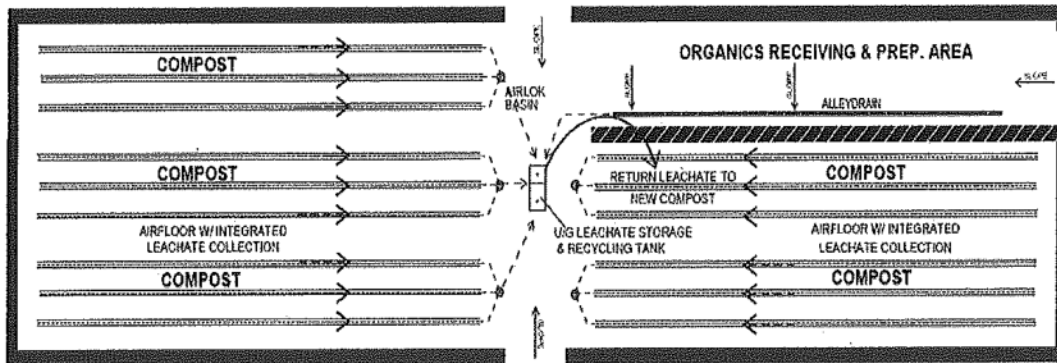 COMPOST
AIRLOK
BASIN
SLOPE
ORGANICS RECEIVING & PREP. AREA
SLOPE
SLOPE
SLOPE
ALLEYDRAIN
COMPOST
AIRFLOOR W/ INTEGRATED
LEACHATE COLLECTION
RETURN LEACHATE TO
NEW COMPOST
COMPOST
U/G LEACHATE STORAGE
& RECYCLING TANK
AIRFLOOR W/ INTEGRATED
LEACHATE COLLECTION
COMPOST
COMPOST
SLOPE